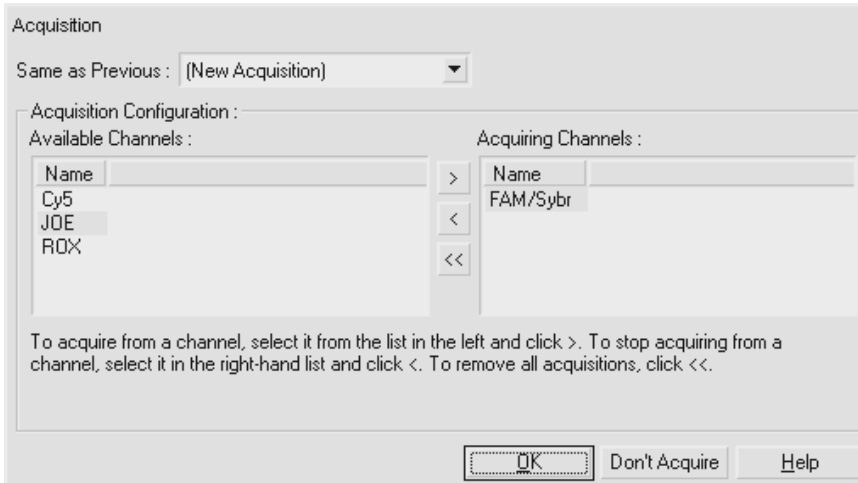 Acquisition
Same as Previous : (New Acquisition)
Acquisition Configuration :
Available Channels :
Acquiring Channels :
Name
Cy5
JOE
ROX
>
<
<<
Name
FAM/Sybr
To acquire from a channel, select it from the list in the left and click >. To stop acquiring from a
channel, select it in the right-hand list and click <. To remove all acquisitions, click <<.
OK
Don't Acquire
Help